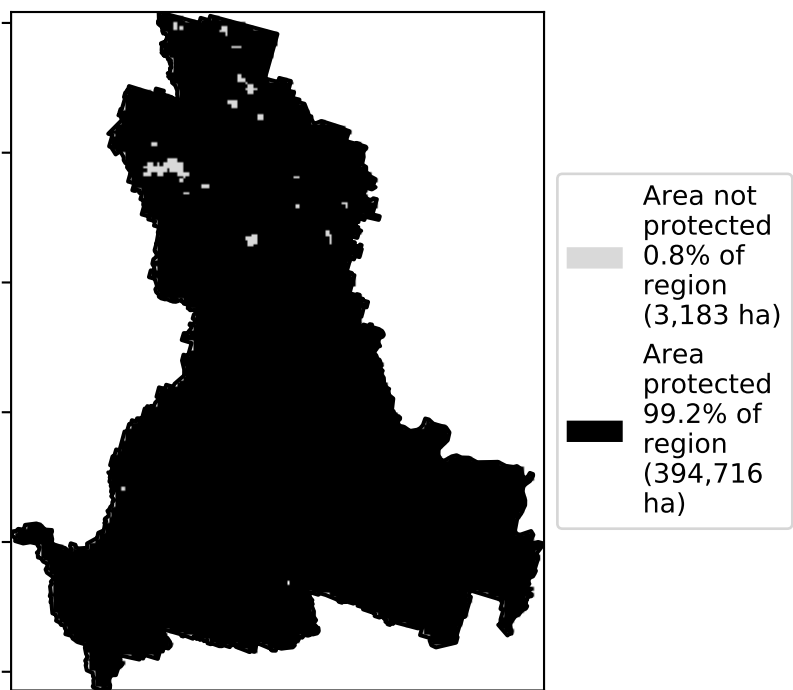 Area not
protected
0.8% of
region
(3,183 ha)
Area
protected
99.2% of
region
(394,716
ha)